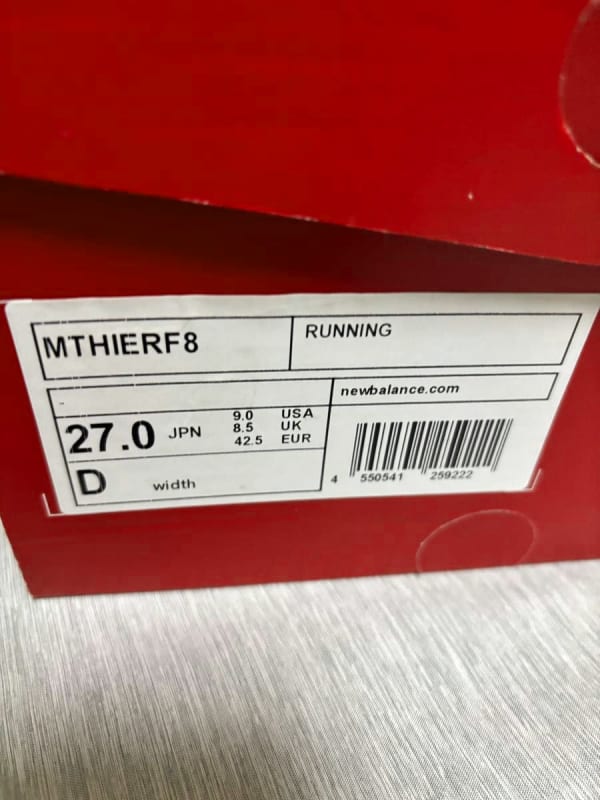 MTHIERF8
RUNNING
newbalance.com
27.0 JPN
9.0 USA
8.5 UK
42.5 EUR
D width
4 550541 259222